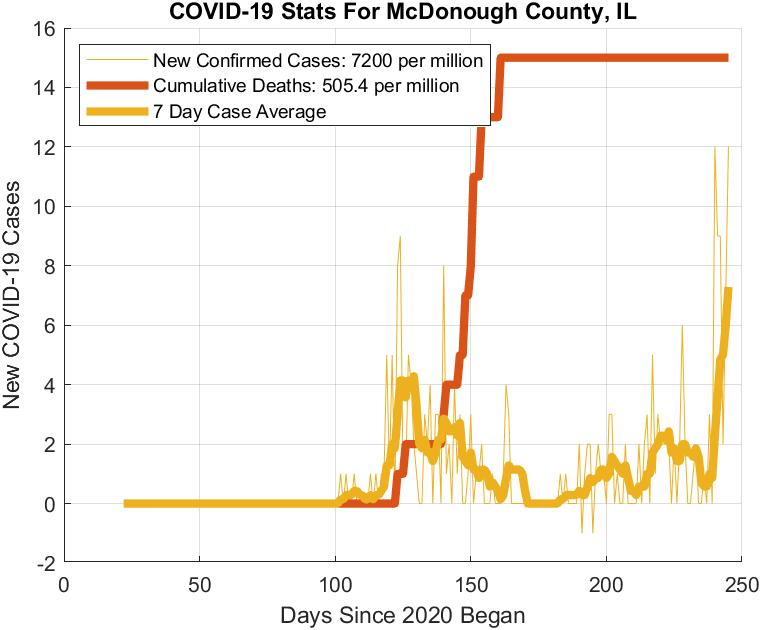 COVID-19 Stats For McDonough County, IL
New Confirmed Cases: 7200 per million
Cumulative Deaths: 505.4 per million
7 Day Case Average
New COVID-19 Cases
16
14
12
10
8
6
4
2
0
-2
0 50 100 150 200 250
Days Since 2020 Began